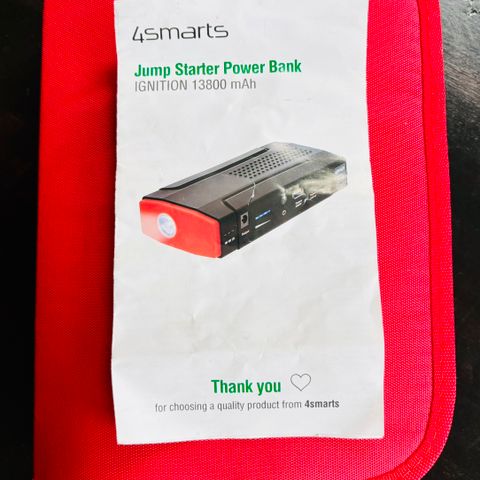 4smarts
Jump Starter Power Bank
IGNITION 13800 mAh
Thank you
for choosing a quality product from 4smarts